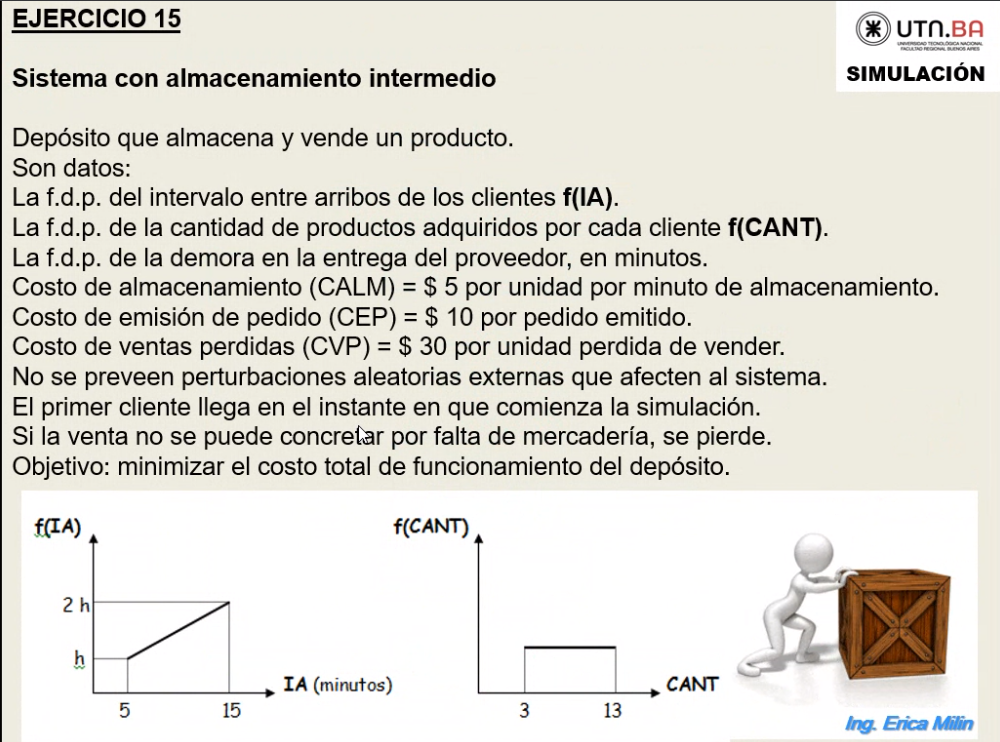 EJERCICIO 15
UTN.BA
UNIVERSIDAD TECNOLÓGICA NACIONAL
FACULTAD REGIONAL BUENOS AIRES
SIMULACIÓN
Sistema con almacenamiento intermedio
Depósito que almacena y vende un producto.
Son datos:
La f.d.p. del intervalo entre arribos de los clientes f(IA).
La f.d.p. de la cantidad de productos adquiridos por cada cliente f(CANT).
La f.d.p. de la demora en la entrega del proveedor, en minutos.
Costo de almacenamiento (CALM) = $ 5 por unidad por minuto de almacenamiento.
Costo de emisión de pedido (CEP) = $ 10 por pedido emitido.
Costo de ventas perdidas (CVP) = $ 30 por unidad perdida de vender.
No se preveen perturbaciones aleatorias externas que afecten al sistema.
El primer cliente llega en el instante en que comienza la simulación.
Si la venta no se puede concretar por falta de mercadería, se pierde.
Objetivo: minimizar el costo total de funcionamiento del depósito.
f(IA)
2 h
h
5
15
IA (minutos)
f(CANT)
3
13
CANT
Ing. Erica Milin